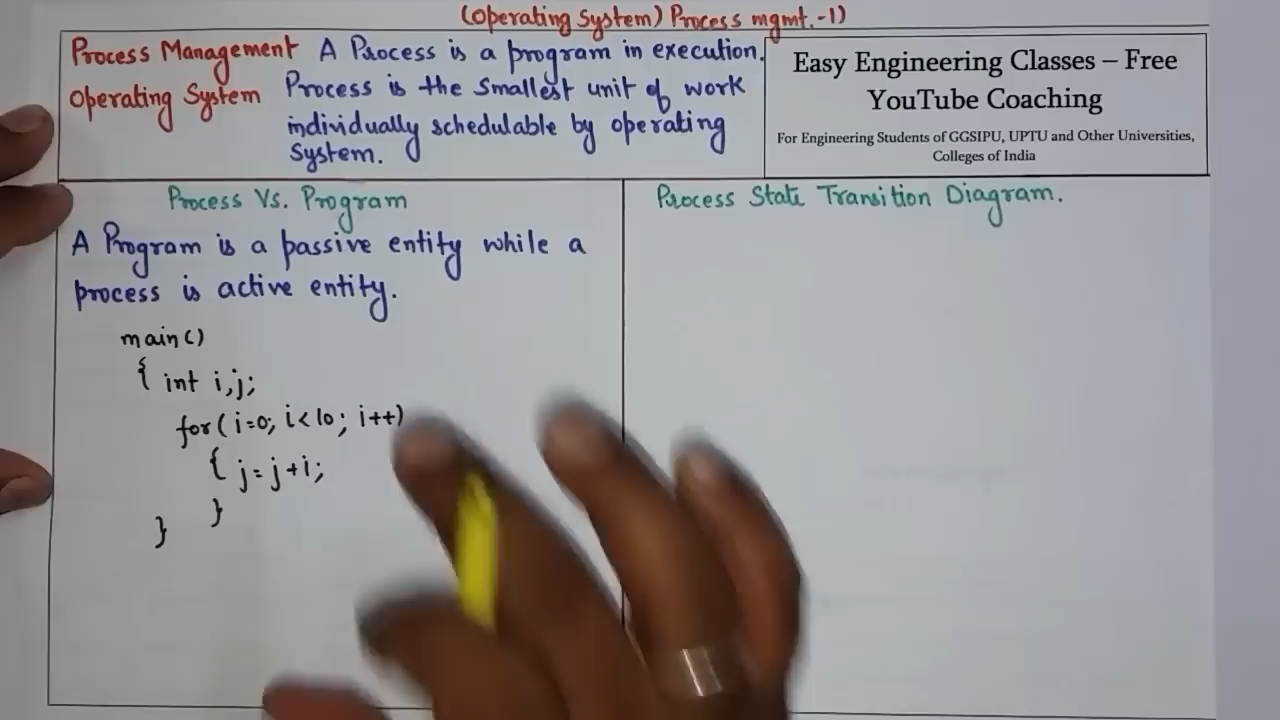 (Operating System) Process mgmt.-1)
Process Management
Operating System
A Process is a program in execution.
Process is the smallest unit of work
individually schedulable by operating
system.
Easy Engineering Classes – Free
YouTube Coaching
For Engineering Students of GGSIPU, UPTU and Other Universities,
Colleges of India
Process Vs. Program
A Program is a passive entity while a
process is active entity.
main()
{ int i,j;
for(i=0; i<10; i++)
{ j=j+i;
}
}
Process State Transition Diagram.